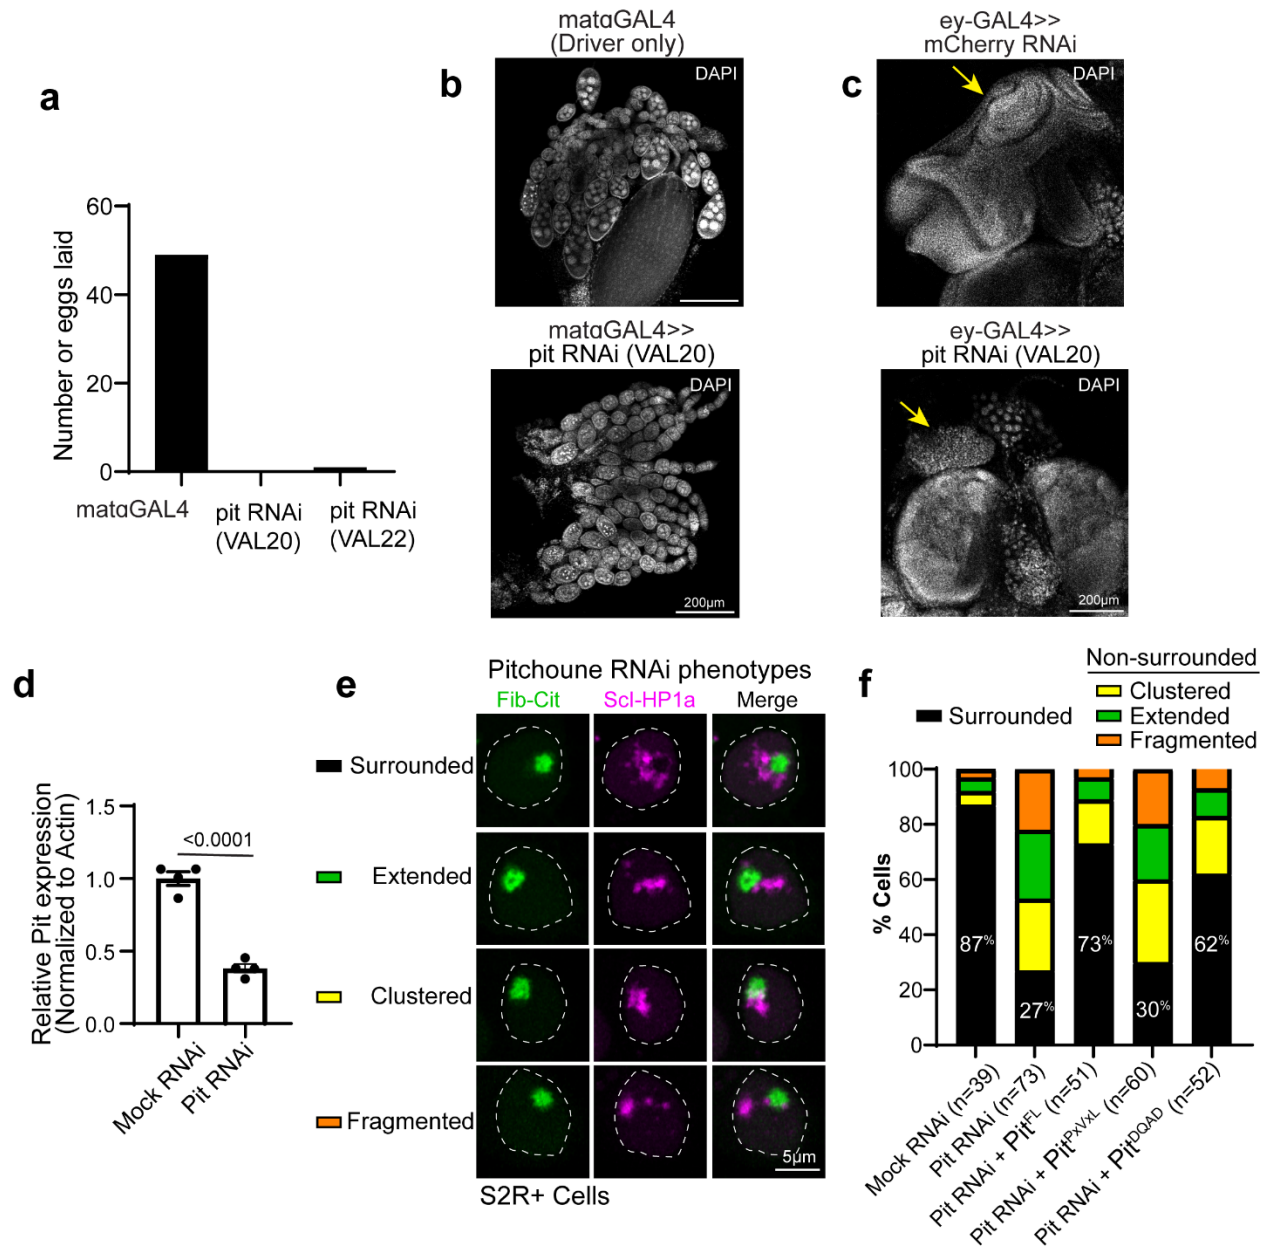 a
Number or eggs laid
60
40
20
0
matαGAL4
pit RNAi
(VAL20)
pit RNAi
(VAL22)
b
matαGAL4
(Driver only)
DAPI
matαGAL4>>
pit RNAi (VAL20)
DAPI
200µm
c
ey-GAL4>>
mCherry RNAi
DAPI
ey-GAL4>>
pit RNAi (VAL20)
DAPI
200µm
d
Relative Pit expression
(Normalized to Actin)
1.5
1.0
0.5
0.0
<0.0001
Mock RNAi
Pit RNAi
e
Pitchoune RNAi phenotypes
Fib-Cit
Scl-HP1a
Merge
Surrounded
Extended
Clustered
Fragmented
5µm
S2R+ Cells
f
Surrounded
Non-surrounded
Clustered
Extended
Fragmented
% Cells
100
80
60
40
20
0
87%
27%
73%
30%
62%
Mock RNAi (n=39)
Pit RNAi (n=73)
Pit RNAi + Pit^FL (n=51)
Pit RNAi + Pit^PxVxL (n=60)
Pit RNAi + Pit^DQAD (n=52)